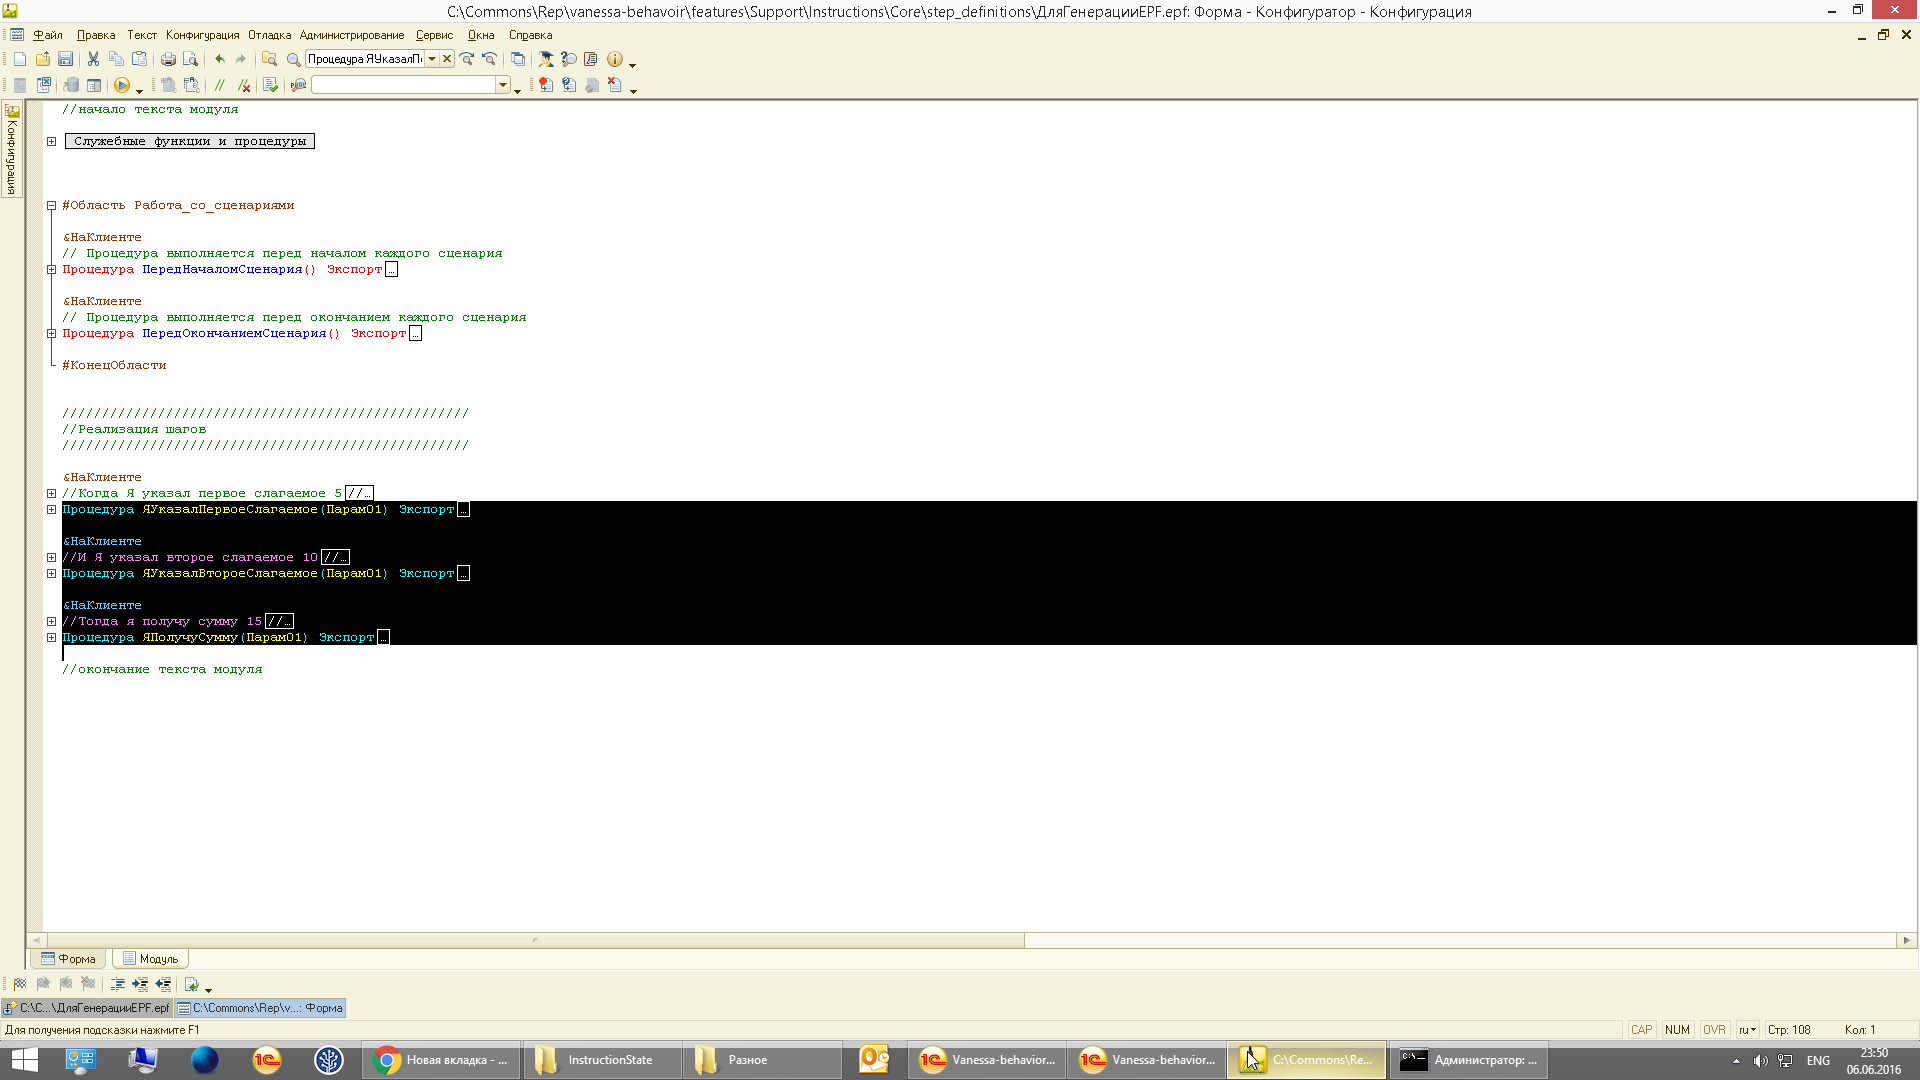 C:\Commons\Rep\vanessa-behavoir\features\Support\Instructions\Core\step_definitions\ДляГенерацииEPF.epf: Форма - Конфигуратор - Конфигурация
Файл Правка Текст Конфигурация Отладка Администрирование Сервис Окна Справка
Процедура ЯУказалП
Конфигурация
//начало текста модуля
Служебные функции и процедуры
#Область Работа_со_сценариями
&НаКлиенте
// Процедура выполняется перед началом каждого сценария
Процедура ПередНачаломСценария() Экспорт...
&НаКлиенте
// Процедура выполняется перед окончанием каждого сценария
Процедура ПередОкончаниемСценария() Экспорт...
#КонецОбласти
///////////////////////////////////////////////////
//Реализация шагов
///////////////////////////////////////////////////
&НаКлиенте
//Когда Я указал первое слагаемое 5//...
Процедура ЯУказалПервоеСлагаемое(Парам01) Экспорт...
&НаКлиенте
//И Я указал второе слагаемое 10//...
Процедура ЯУказалВтороеСлагаемое(Парам01) Экспорт...
&НаКлиенте
//Тогда я получу сумму 15//...
Процедура ЯПолучуСумму(Парам01) Экспорт...
//окончание текста модуля
Форма Модуль
C:\C...\ДляГенерацииEPF.epf C:\Commons\Rep\v...: Форма
Для получения подсказки нажмите F1 CAP NUM OVR ru Стр: 108 Кол: 1
Новая вкладка - ... InstructionState Разное Vanessa-behavior... Vanessa-behavior... C:\Commons\Re... Администратор: ... ENG 23:50
06.06.2016